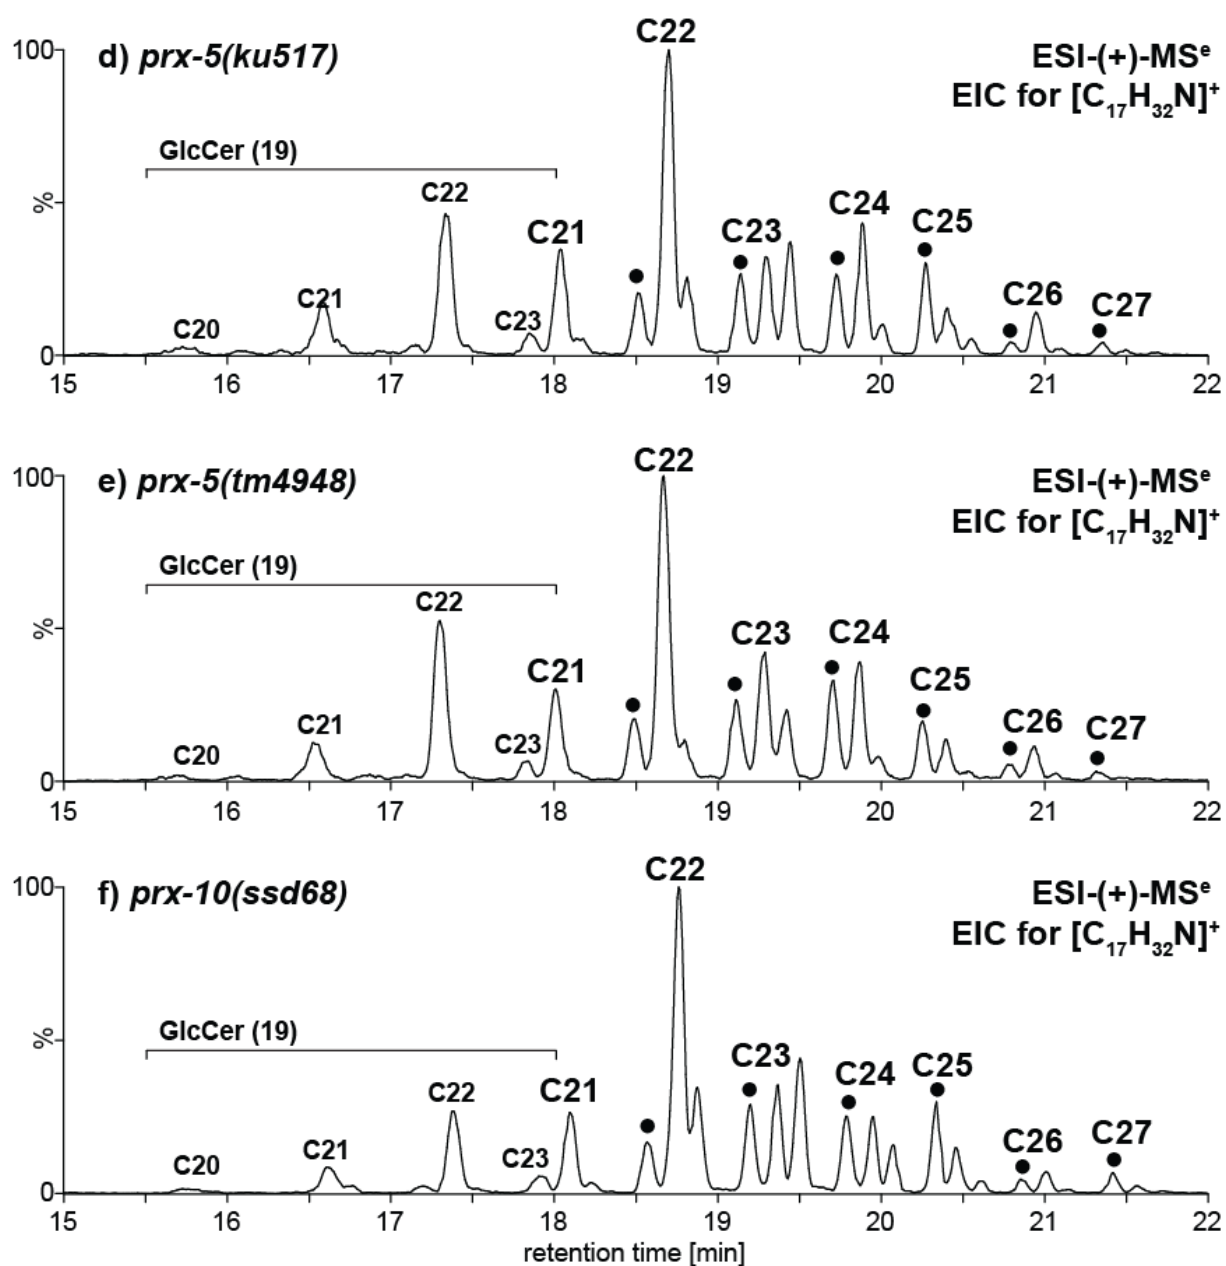 d) prx-5(ku517)
C22
ESI-(+)-MSᵉ
EIC for [C₁₇H₃₂N]⁺
100
%
0
GlcCer (19)
C20
C21
C22
C23
C21
C23
C24
C25
C26
C27
15 16 17 18 19 20 21 22
e) prx-5(tm4948)
C22
ESI-(+)-MSᵉ
EIC for [C₁₇H₃₂N]⁺
100
%
0
GlcCer (19)
C20
C21
C22
C23
C21
C23
C24
C25
C26
C27
15 16 17 18 19 20 21 22
f) prx-10(ssd68)
C22
ESI-(+)-MSᵉ
EIC for [C₁₇H₃₂N]⁺
100
%
0
GlcCer (19)
C20
C21
C22
C23
C21
C23
C24
C25
C26
C27
15 16 17 18 19 20 21 22
retention time [min]